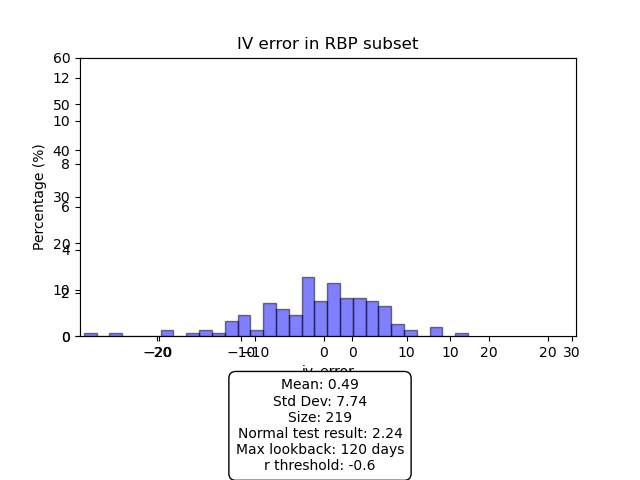 IV error in RBP subset
Percentage (%)
60
12
50
10
40
8
30
6
20
4
10
2
0
−20
−20
−10
−10
0
0
10
10
20
20
30
iv_error
Mean: 0.49
Std Dev: 7.74
Size: 219
Normal test result: 2.24
Max lookback: 120 days
r threshold: -0.6